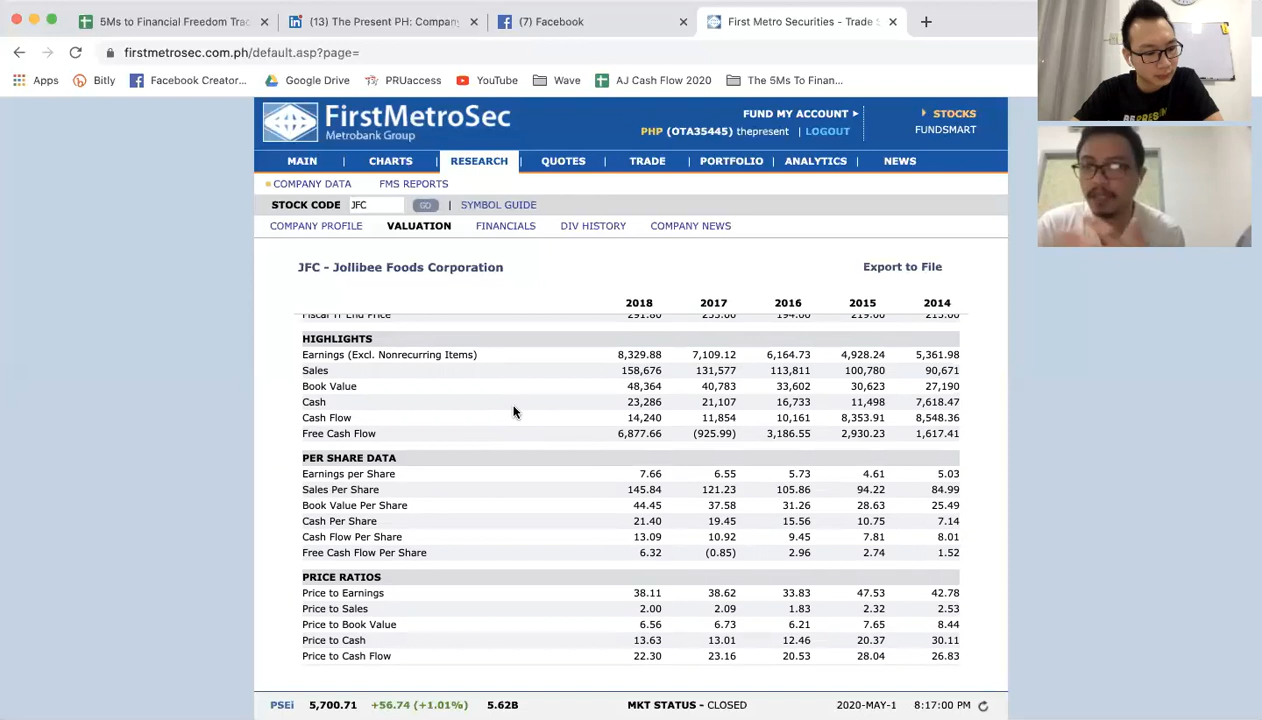 5Ms to Financial Freedom Trac
(13) The Present PH: Company
(7) Facebook
First Metro Securities - Trade S
firstmetrosec.com.ph/default.asp?page=
Apps Bitly Facebook Creator... Google Drive PRUaccess YouTube Wave AJ Cash Flow 2020 The 5Ms To Finan...
FirstMetroSec
Metrobank Group
FUND MY ACCOUNT
STOCKS
PHP (OTA35445) thepresent | LOGOUT
FUNDSMART
MAIN | CHARTS | RESEARCH | QUOTES | TRADE | PORTFOLIO | ANALYTICS | NEWS
COMPANY DATA FMS REPORTS
STOCK CODE JFC GO | SYMBOL GUIDE
COMPANY PROFILE VALUATION FINANCIALS DIV HISTORY COMPANY NEWS
JFC - Jollibee Foods Corporation Export to File
2018 2017 2016 2015 2014
Fiscal Yr End Price 291.80 253.00 194.00 219.00 215.00
HIGHLIGHTS
Earnings (Excl. Nonrecurring Items) 8,329.88 7,109.12 6,164.73 4,928.24 5,361.98
Sales 158,676 131,577 113,811 100,780 90,671
Book Value 48,364 40,783 33,602 30,623 27,190
Cash 23,286 21,107 16,733 11,498 7,618.47
Cash Flow 14,240 11,854 10,161 8,353.91 8,548.36
Free Cash Flow 6,877.66 (925.99) 3,186.55 2,930.23 1,617.41
PER SHARE DATA
Earnings per Share 7.66 6.55 5.73 4.61 5.03
Sales Per Share 145.84 121.23 105.86 94.22 84.99
Book Value Per Share 44.45 37.58 31.26 28.63 25.49
Cash Per Share 21.40 19.45 15.56 10.75 7.14
Cash Flow Per Share 13.09 10.92 9.45 7.81 8.01
Free Cash Flow Per Share 6.32 (0.85) 2.96 2.74 1.52
PRICE RATIOS
Price to Earnings 38.11 38.62 33.83 47.53 42.78
Price to Sales 2.00 2.09 1.83 2.32 2.53
Price to Book Value 6.56 6.73 6.21 7.65 8.44
Price to Cash 13.63 13.01 12.46 20.37 30.11
Price to Cash Flow 22.30 23.16 20.53 28.04 26.83
PSEi 5,700.71 +56.74 (+1.01%) 5.62B MKT STATUS - CLOSED 2020-MAY-1 8:17:00 PM